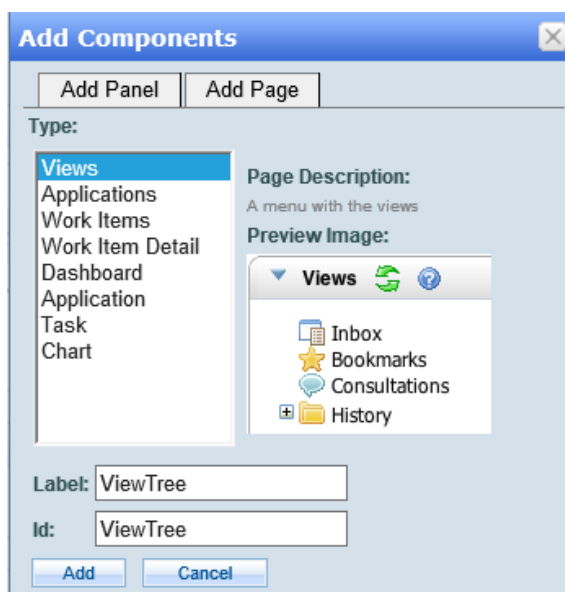 Add Components
Add Panel Add Page
Type:
Views
Applications
Work Items
Work Item Detail
Dashboard
Application
Task
Chart
Page Description:
A menu with the views
Preview Image:
Views
Inbox
Bookmarks
Consultations
History
Label: ViewTree
Id: ViewTree
Add Cancel